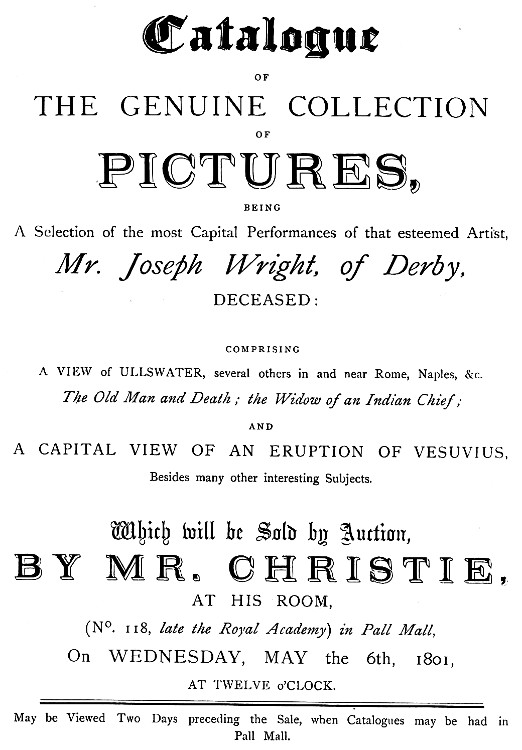 Catalogue
OF
THE GENUINE COLLECTION
OF
PICTURES,
BEING
A Selection of the most Capital Performances of that esteemed Artist,
Mr. Joseph Wright, of Derby,
DECEASED:
COMPRISING
A VIEW of ULLSWATER, several others in and near Rome, Naples, &c.
The Old Man and Death; the Widow of an Indian Chief;
AND
A CAPITAL VIEW OF AN ERUPTION OF VESUVIUS,
Besides many other interesting Subjects.
Which will be Sold by Auction,
BY MR. CHRISTIE,
AT HIS ROOM,
(No. 118, late the Royal Academy) in Pall Mall,
On WEDNESDAY, MAY the 6th, 1801,
AT TWELVE O'CLOCK.
May be Viewed Two Days preceding the Sale, when Catalogues may be had in
Pall Mall.